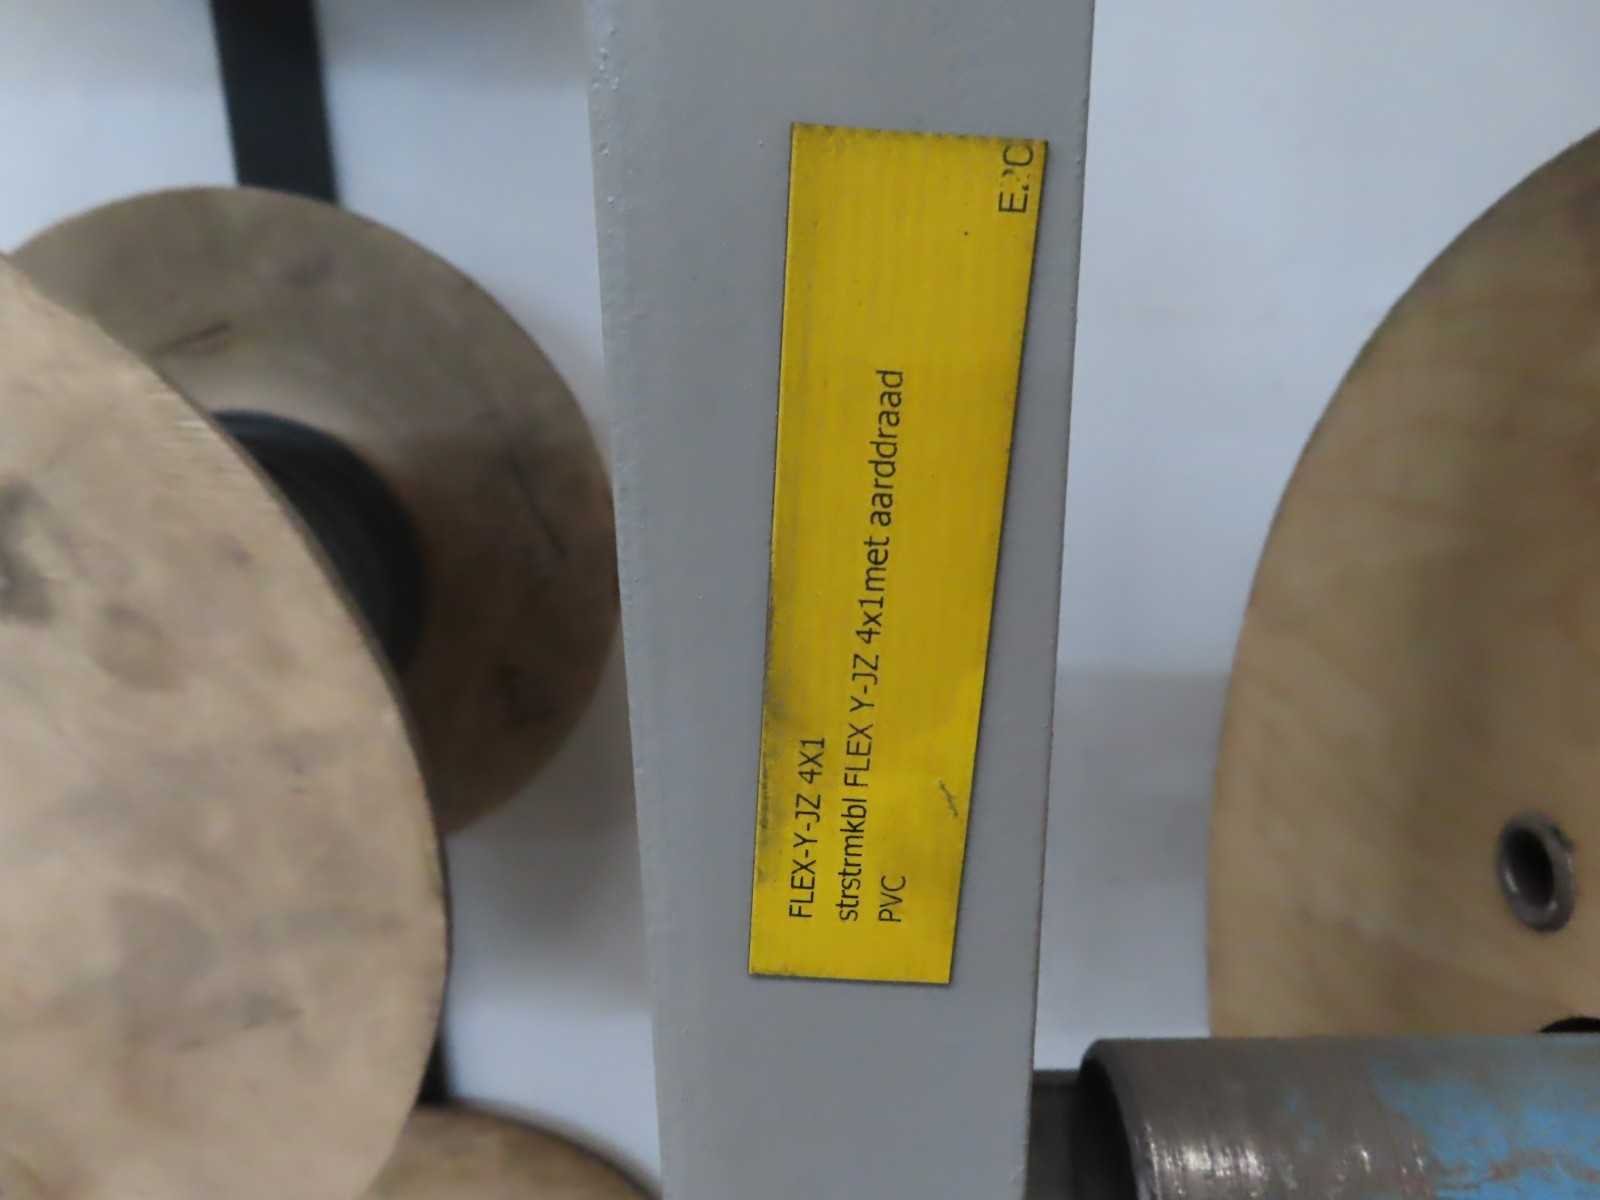 FLEX-Y-JZ 4X1
strstrmkbl FLEX Y-JZ 4x1met aarddraad
PVC